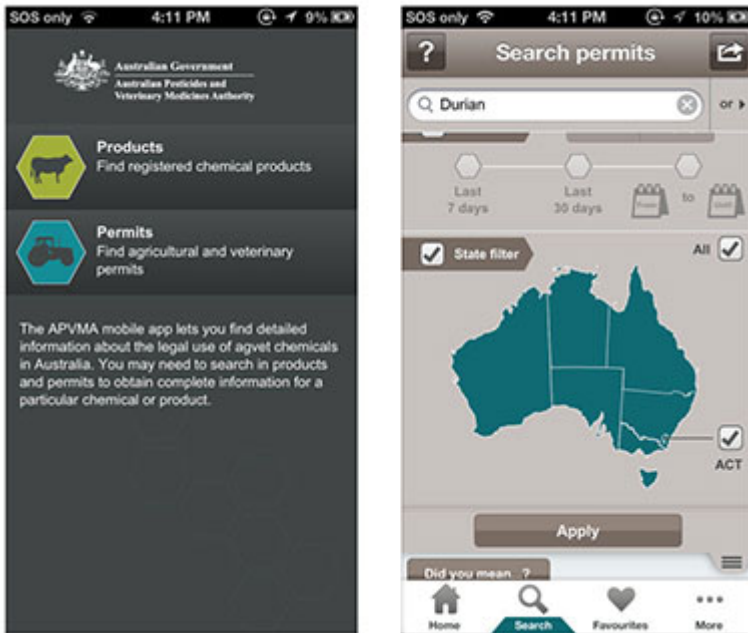 SOS only 4:11 PM 9%
Australian Government
Australian Pesticides and
Veterinary Medicines Authority
Products
Find registered chemical products
Permits
Find agricultural and veterinary
permits
The APVMA mobile app lets you find detailed
information about the legal use of agvet chemicals
in Australia. You may need to search in products
and permits to obtain complete information for a
particular chemical or product.
SOS only 4:11 PM 10%
? Search permits
Durian or
Last
7 days
Last
30 days
to
State filter
All
ACT
Apply
Did you mean ..?
Home Search Favourites More